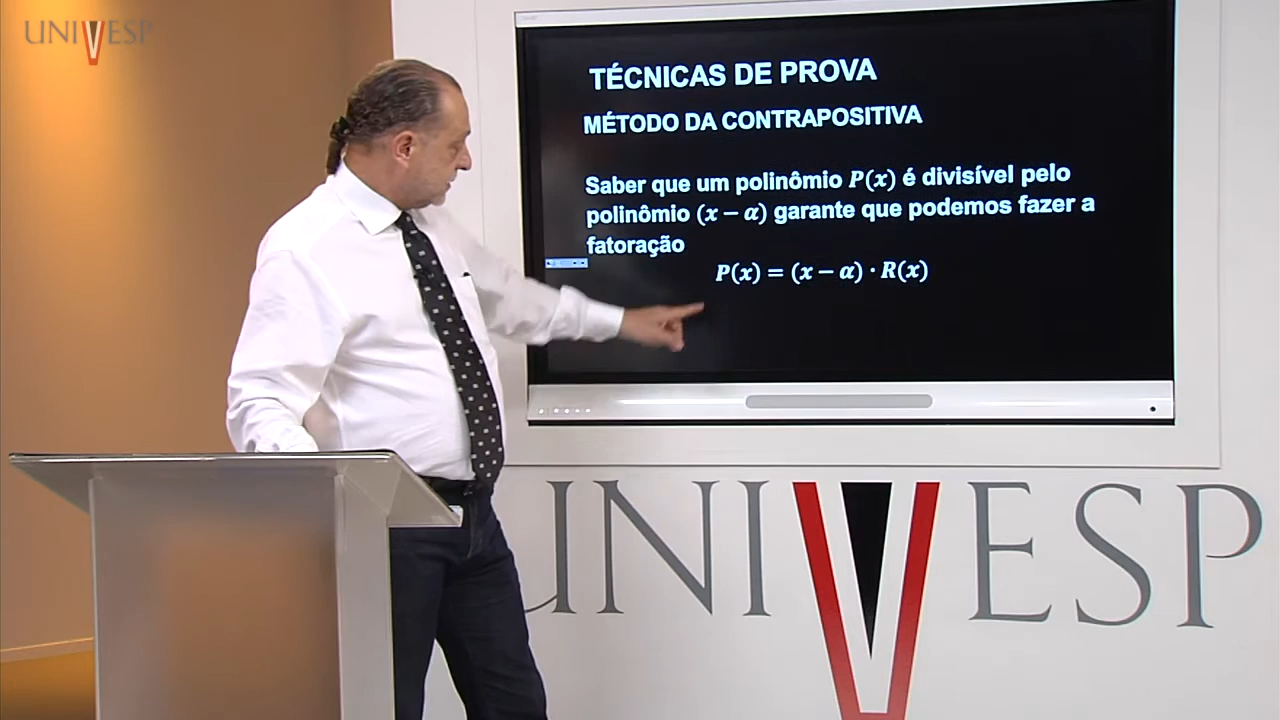 UNIVESP
TÉCNICAS DE PROVA
MÉTODO DA CONTRAPOSITIVA
Saber que um polinômio P(x) é divisível pelo
polinômio (x − α) garante que podemos fazer a
fatoração
P(x) = (x − α) · R(x)
UNIVESP